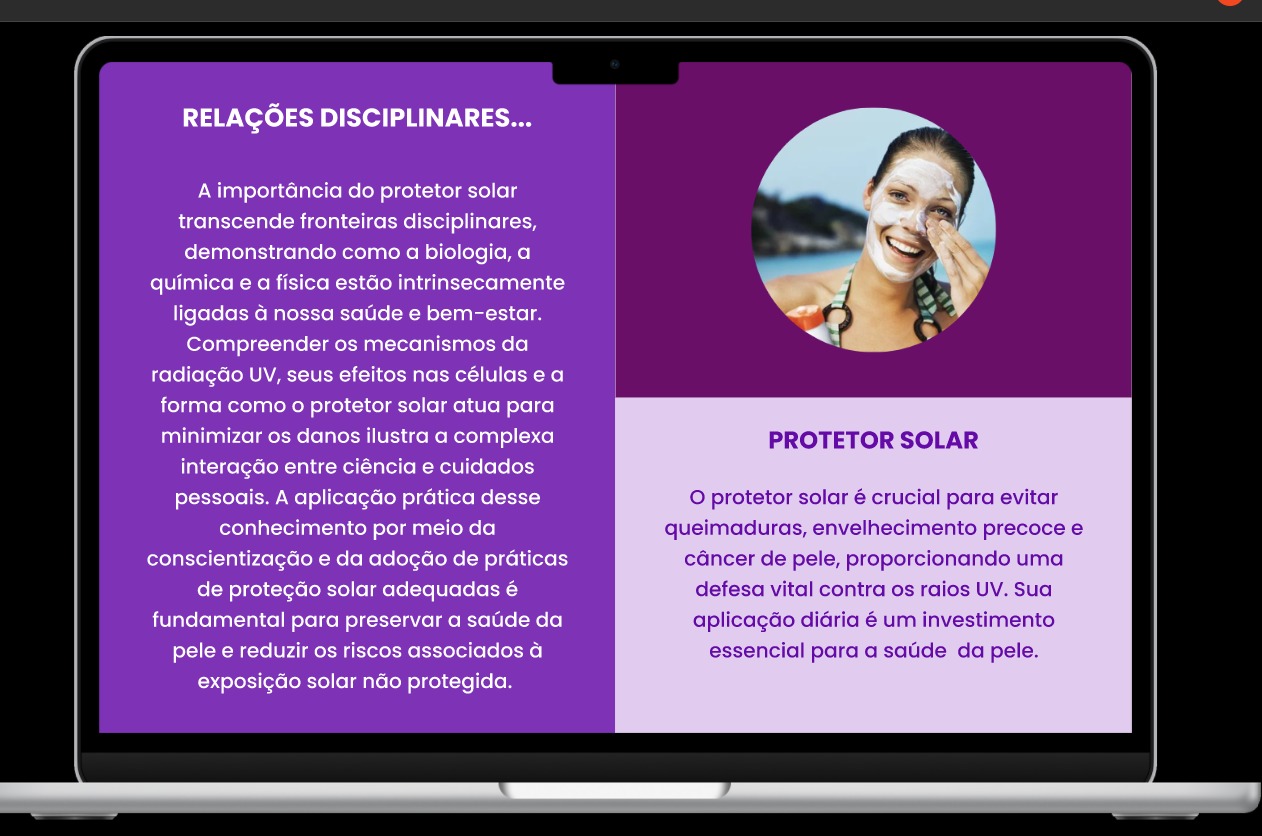 RELAÇÕES DISCIPLINARES...
A importância do protetor solar
transcende fronteiras disciplinares,
demonstrando como a biologia, a
química e a física estão intrinsecamente
ligadas à nossa saúde e bem-estar.
Compreender os mecanismos da
radiação UV, seus efeitos nas células e a
forma como o protetor solar atua para
minimizar os danos ilustra a complexa
interação entre ciência e cuidados
pessoais. A aplicação prática desse
conhecimento por meio da
conscientização e da adoção de práticas
de proteção solar adequadas é
fundamental para preservar a saúde da
pele e reduzir os riscos associados à
exposição solar não protegida.
PROTETOR SOLAR
O protetor solar é crucial para evitar
queimaduras, envelhecimento precoce e
câncer de pele, proporcionando uma
defesa vital contra os raios UV. Sua
aplicação diária é um investimento
essencial para a saúde  da pele.